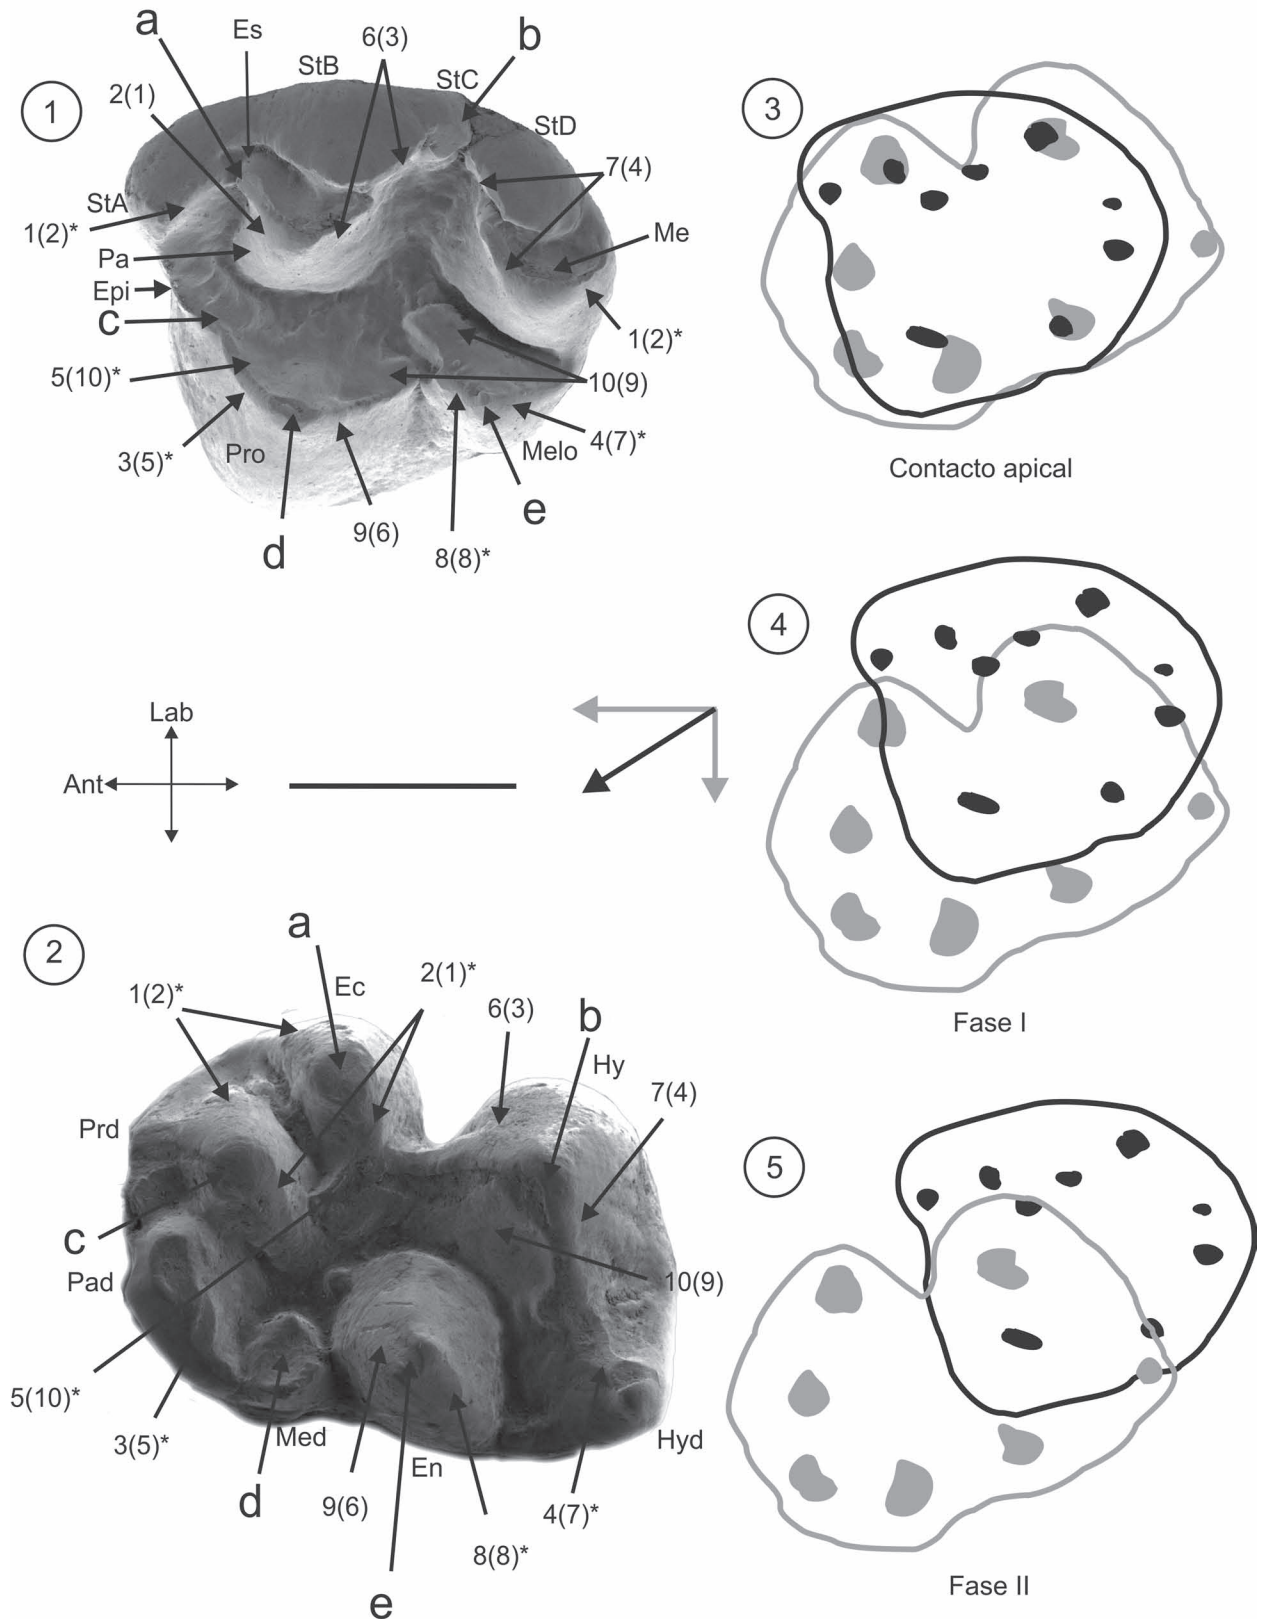 1
a
Es
6(3)
b
StB
StC
2(1)
StD
7(4)
StA
1(2)*
Me
Pa
Epi
c
1(2)*
5(10)*
10(9)
4(7)*
3(5)*
Pro
Melo
e
9(6)
d
8(8)*
3
Contacto apical
4
Fase I
Lab
Ant
2
a
1(2)*
Ec
2(1)*
6(3)
b
Hy
7(4)
Prd
c
Pad
10(9)
5(10)*
3(5)*
Med
En
Hyd
d
9(6)
4(7)*
8(8)*
e
5
Fase II